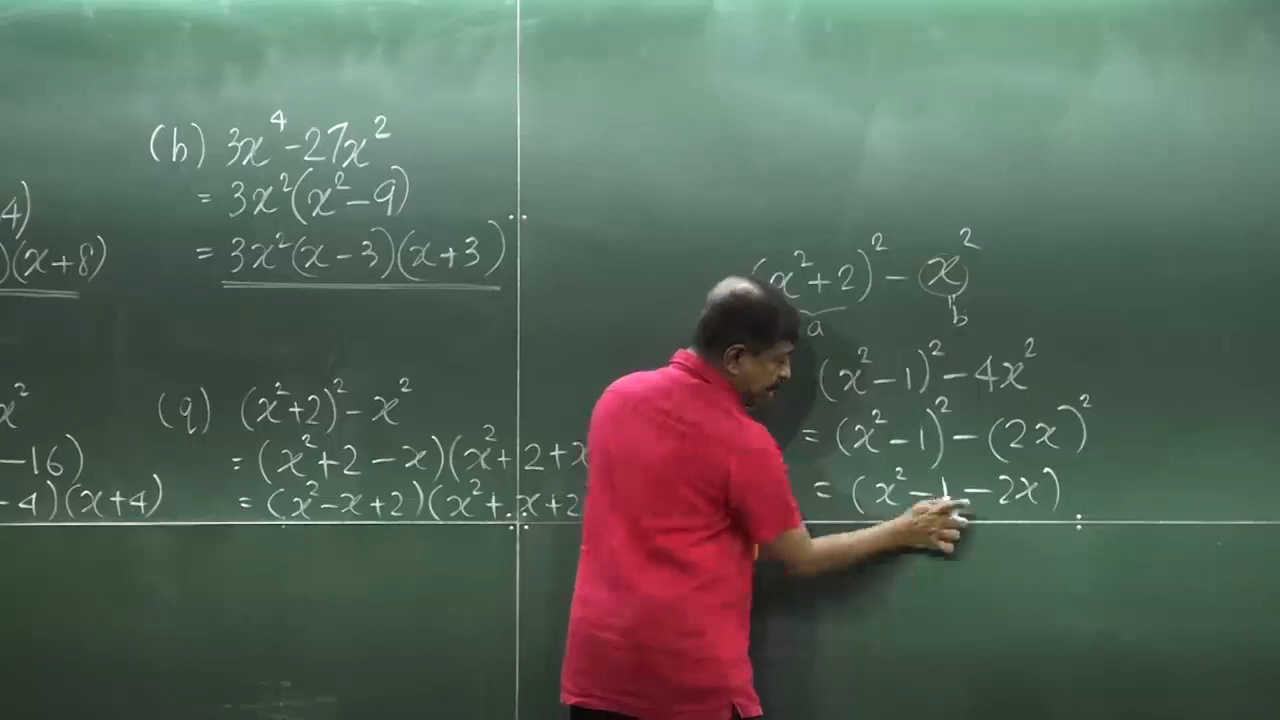 4)
)(x+8)
x²
-16)
-4)(x+4)
(b) 3x⁴-27x²
= 3x²(x²-9)
= 3x²(x-3)(x+3)
(q) (x²+2)²-x²
= (x²+2-x)(x²+2+x
= (x²-x+2)(x²+x+2
(x²+2)² - x²
a b
(x²-1)²-4x²
= (x²-1)²-(2x)²
= (x²-1-2x)